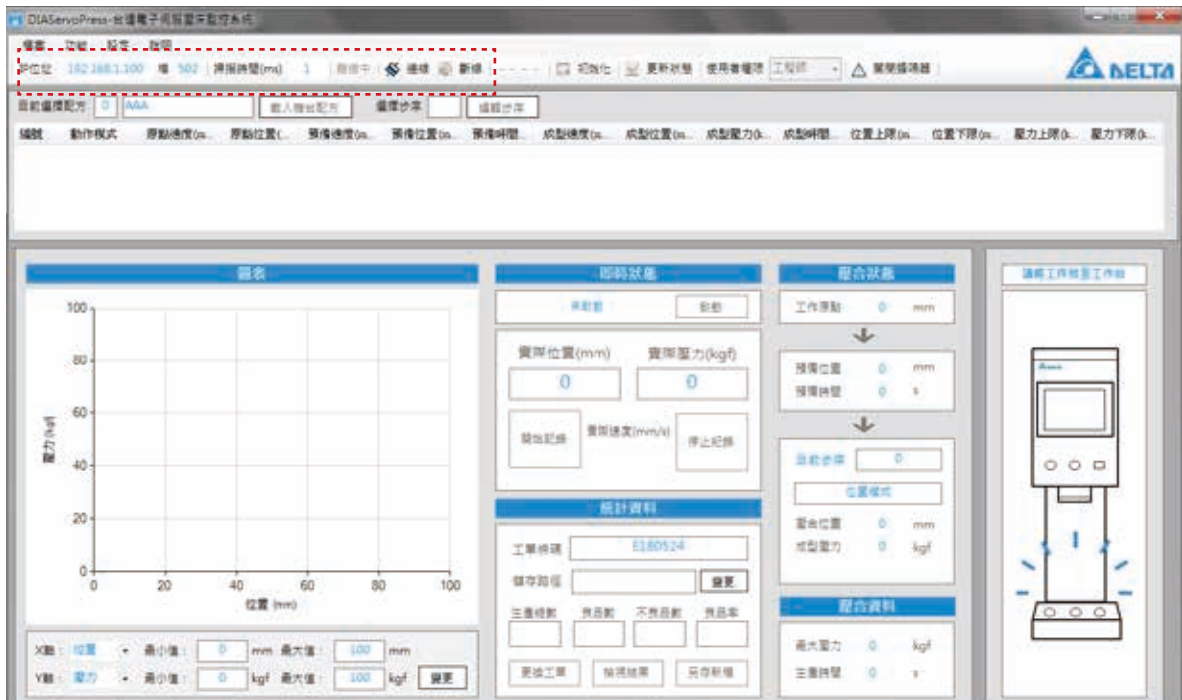 DIAServoPress-台達電子伺服壓床監控系統
檔案 功能 設定 說明
IP位址 192.168.1.100 埠 502 掃描時間(ms) 1 連線 斷線 - - - - 初始化 更新狀態 使用者權限 工程師
DELTA
目前選擇配方 0 AAA 載入機台配方 選擇步序 編輯步序
編號 動作模式 原點速度(m... 原點位置(... 預備速度(m... 預備位置(m... 預備時間... 成型速度(m... 成型位置(m... 成型壓力(k... 成型時間... 位置上限(m... 位置下限(m... 壓力上限(k... 壓力下限(k...
圖表
100
80
60
40
20
0
壓力 (kgf)
0 20 40 60 80 100
位置 (mm)
X軸： 位置 最小值： 0 mm 最大值： 100 mm
Y軸： 壓力 最小值： 0 kgf 最大值： 100 kgf 變更
即時狀態
未啟動 啟動
實際位置(mm) 實際壓力(kgf)
0 0
開始記錄 實際速度(mm/s) 停止紀錄
統計資料
工單條碼 E180524
儲存路徑 變更
生產總數 良品數 不良品數 良品率
更換工單 檢視結果 另存新檔
壓合狀態
工作原點 0 mm
預備位置 0 mm
預備時間 0 s
目前步序 0
位置模式
壓合位置 0 mm
成型壓力 0 kgf
壓合資料
最大壓力 0 kgf
生產時間 0 s
請將工件放至工作台